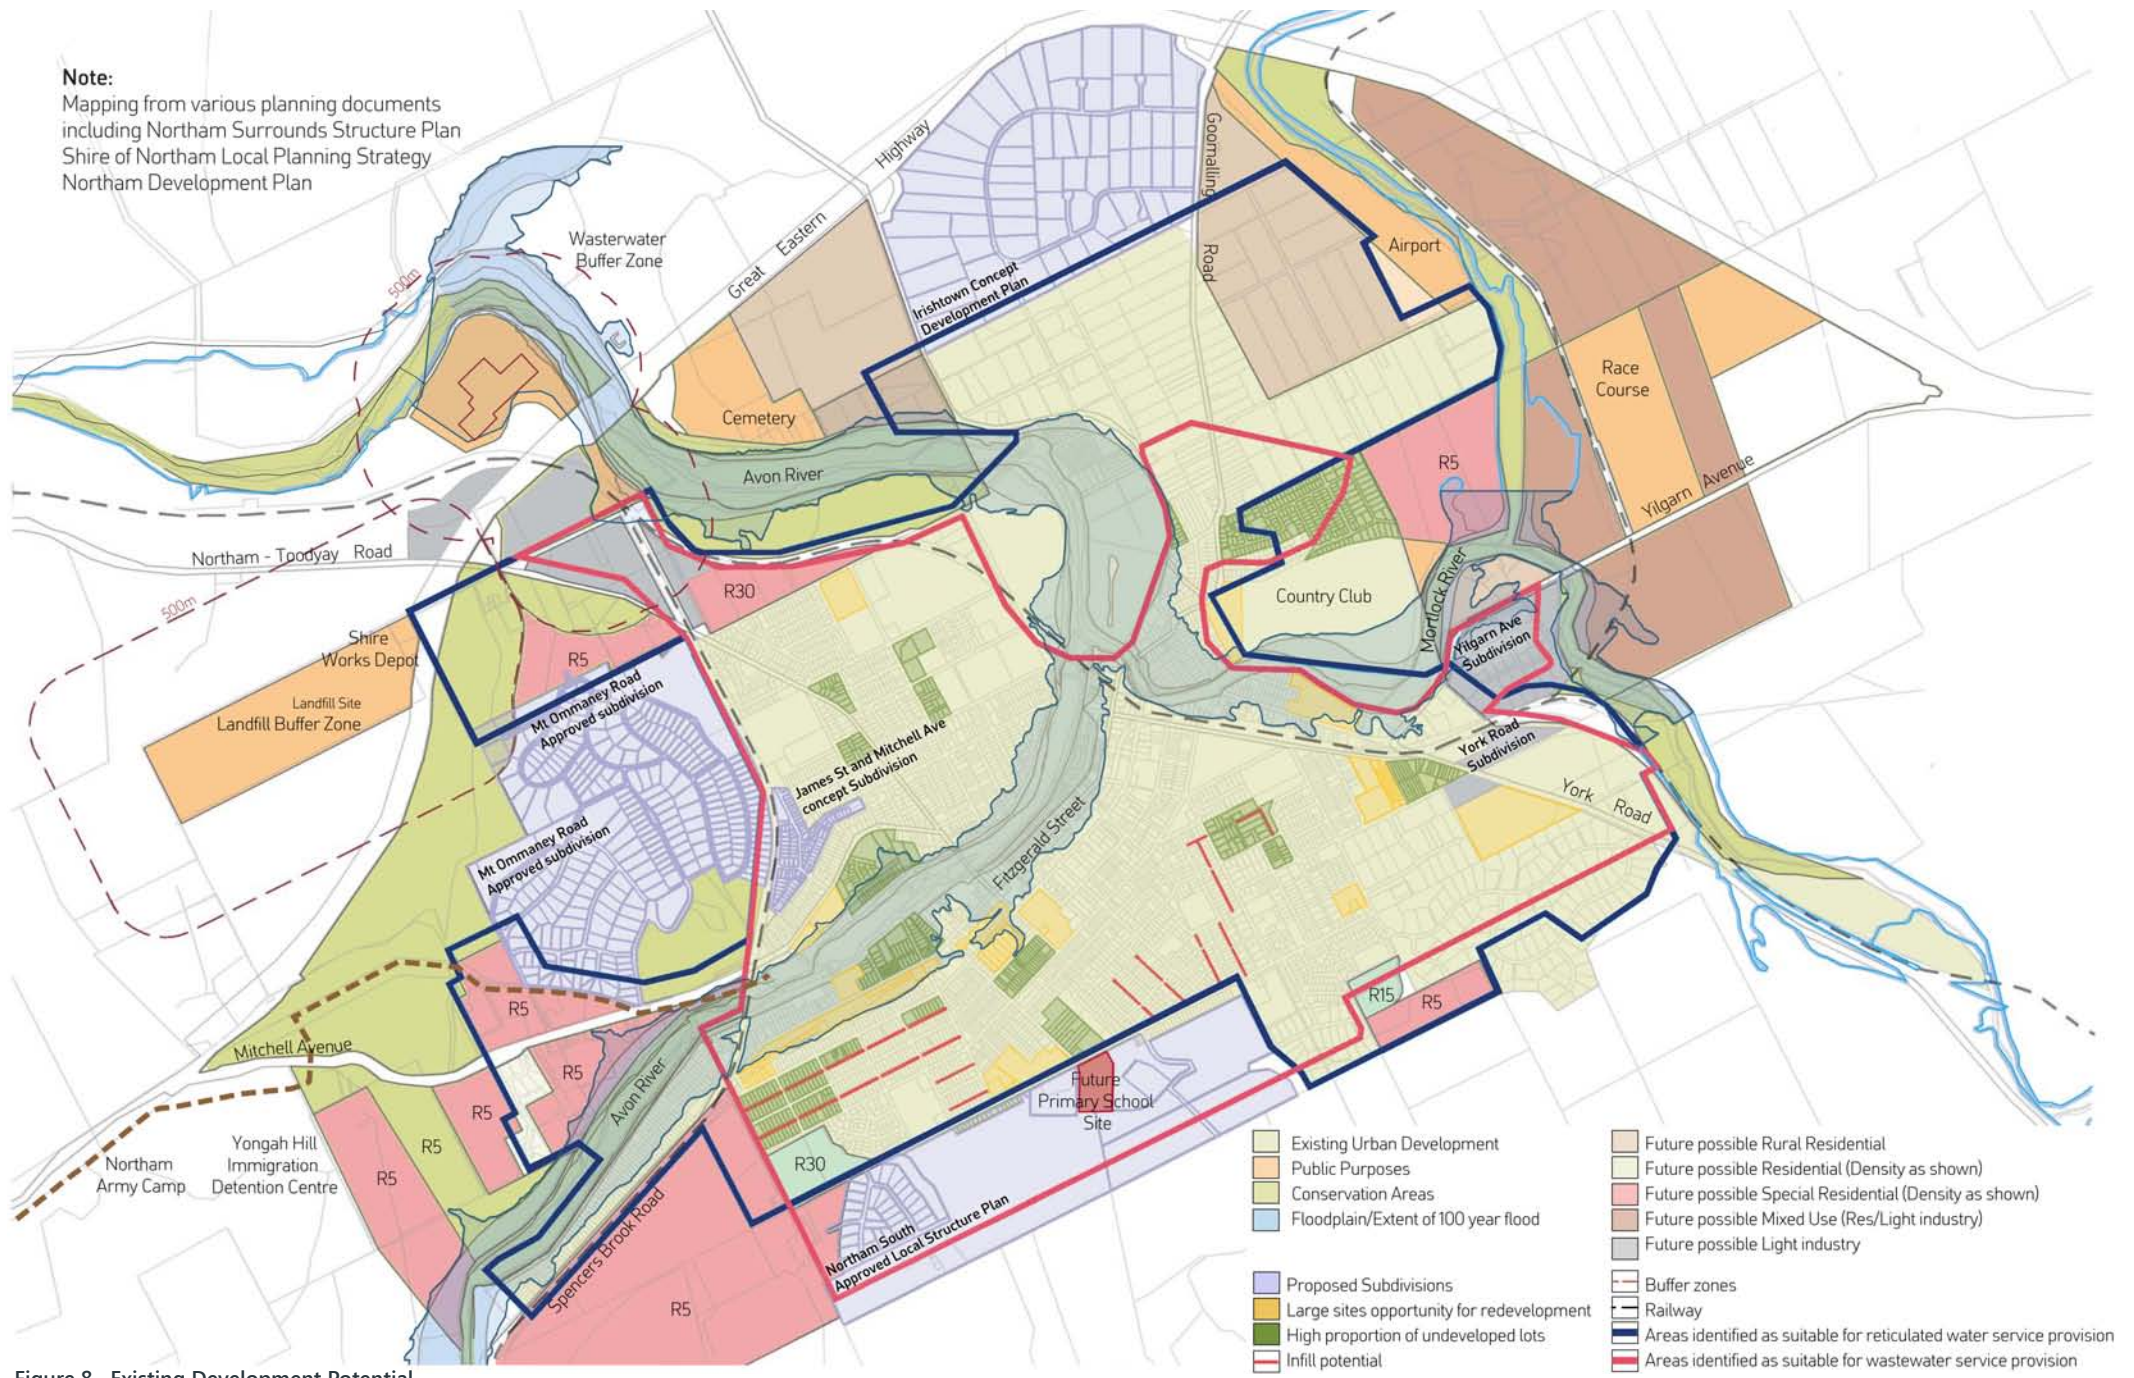 Note:
Mapping from various planning documents
including Northam Surrounds Structure Plan
Shire of Northam Local Planning Strategy
Northam Development Plan
Wasterwater
Buffer Zone
500m
Great Eastern Highway
Goomalling Road
Irishtown Concept
Development Plan
Airport
Race
Course
Cemetery
Avon River
R5
Yilgarn Avenue
Northam - Toodyay Road
500m
R30
Country Club
Mortlock River
Yilgarn Ave
Subdivision
Shire
Works Depot
R5
Landfill Site
Landfill Buffer Zone
Mt Ommaney Road
Approved subdivision
James St and Mitchell Ave
concept Subdivision
York Road
Subdivision
York Road
Mt Ommaney Road
Approved subdivision
Fitzgerald Street
R5
R15
R5
Mitchell Avenue
R5
R5
Avon River
Future
Primary School
Site
R5
R5
R30
Yongah Hill
Immigration
Detention Centre
Northam
Army Camp
Spencers Brook Road
Northam South
Approved Local Structure Plan
R5
Existing Urban Development
Public Purposes
Conservation Areas
Floodplain/Extent of 100 year flood
Proposed Subdivisions
Large sites opportunity for redevelopment
High proportion of undeveloped lots
Infill potential
Future possible Rural Residential
Future possible Residential (Density as shown)
Future possible Special Residential (Density as shown)
Future possible Mixed Use (Res/Light industry)
Future possible Light industry
Buffer zones
Railway
Areas identified as suitable for reticulated water service provision
Areas identified as suitable for wastewater service provision
Figure 8 Existing Development Potential